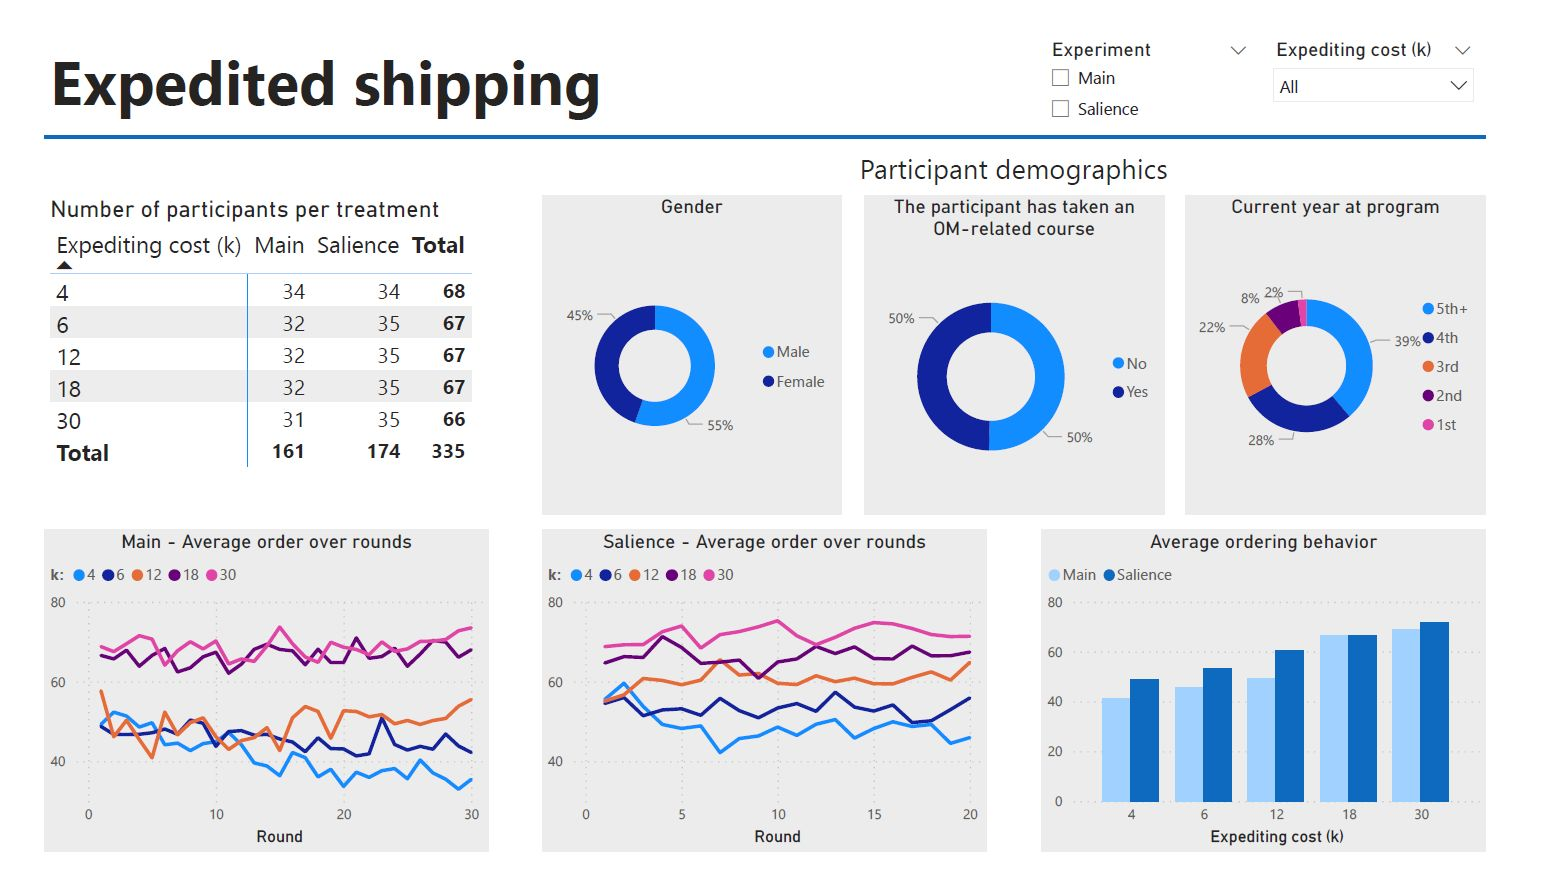 Expedited shipping
Experiment
Main
Salience
Expediting cost (k)
All
Number of participants per treatment
Expediting cost (k) Main Salience Total
4 34 34 68
6 32 35 67
12 32 35 67
18 32 35 67
30 31 35 66
Total 161 174 335
Participant demographics
Gender
45%
55%
Male
Female
The participant has taken an
OM-related course
50%
50%
No
Yes
Current year at program
2%
8%
22%
28%
39%
5th+
4th
3rd
2nd
1st
Main - Average order over rounds
k: 4 6 12 18 30
80
60
40
0 10 20 30
Round
Salience - Average order over rounds
k: 4 6 12 18 30
80
60
40
0 5 10 15 20
Round
Average ordering behavior
Main Salience
80
60
40
20
0
4 6 12 18 30
Expediting cost (k)